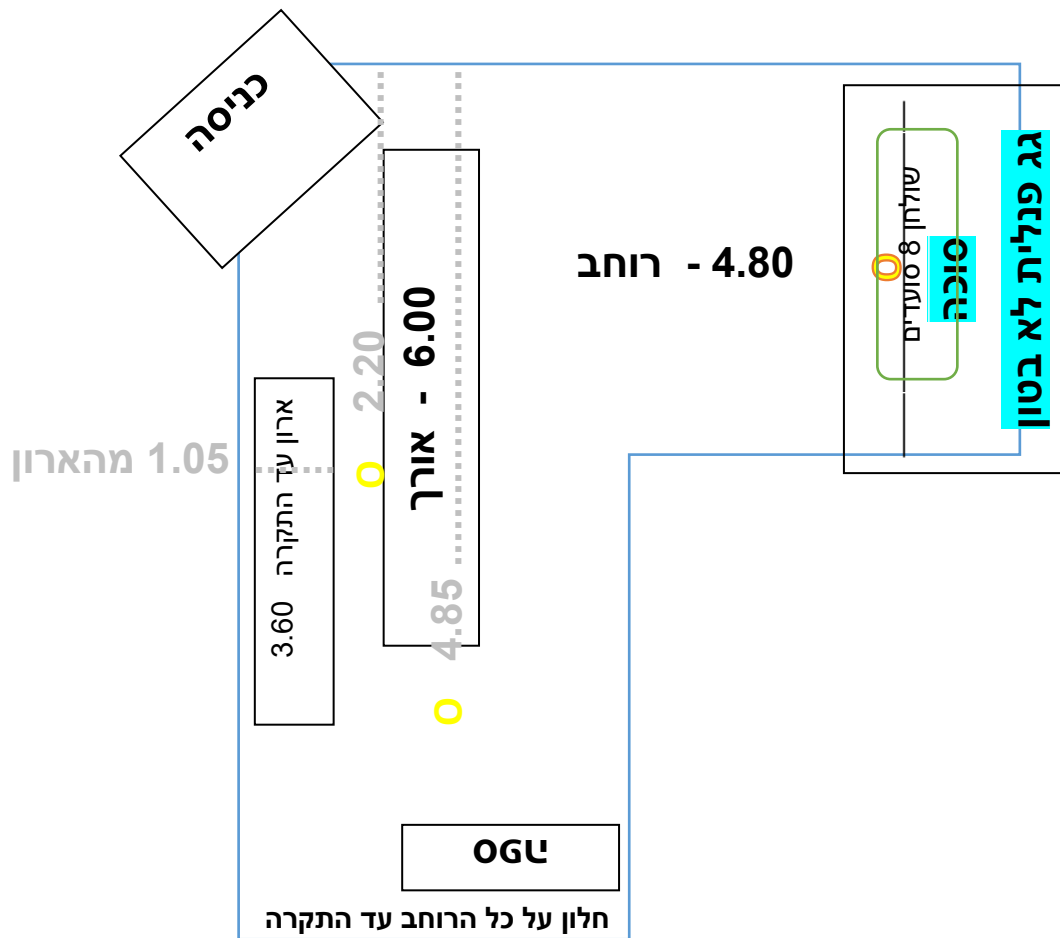 כניסה
גג פנלית לא בטון
סוכה
שולחן 8 סועדים
O
רוחב - 4.80
אורך - 6.00
2.20
4.85
ארון עד התקרה 3.60
1.05 מהארון
O
O
ספה
חלון על כל הרוחב עד התקרה